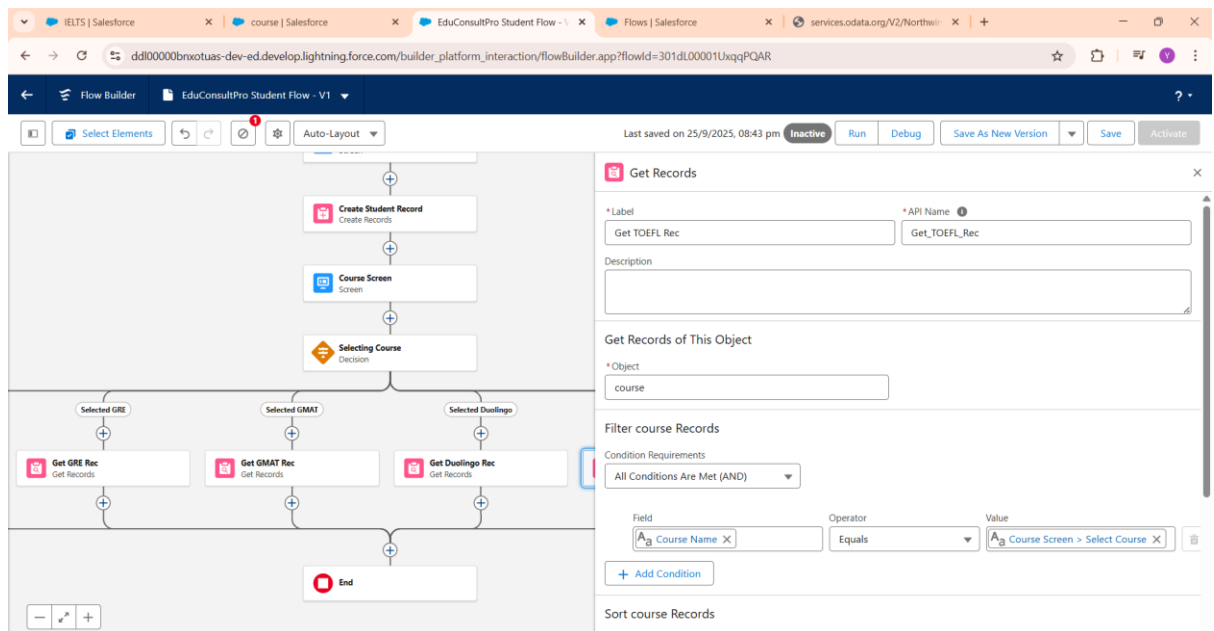 IELTS | Salesforce
course | Salesforce
EduConsultPro Student Flow - V
Flows | Salesforce
services.odata.org/V2/Northwin
ddl00000bnxotuas-dev-ed.develop.lightning.force.com/builder_platform_interaction/flowBuilder.app?flowId=301dL00001UxqqPQAR
Y
Flow Builder
EduConsultPro Student Flow - V1
?
Select Elements
1
Auto-Layout
Last saved on 25/9/2025, 08:43 pm
Inactive
Run
Debug
Save As New Version
Save
Activate
Create Student Record
Create Records
Course Screen
Screen
Selecting Course
Decision
Selected GRE
Selected GMAT
Selected Duolingo
Get GRE Rec
Get Records
Get GMAT Rec
Get Records
Get Duolingo Rec
Get Records
End
Get Records
*Label
*API Name
Get TOEFL Rec
Get_TOEFL_Rec
Description
Get Records of This Object
*Object
course
Filter course Records
Condition Requirements
All Conditions Are Met (AND)
Field
Operator
Value
Aa Course Name
Equals
Aa Course Screen > Select Course
+ Add Condition
Sort course Records